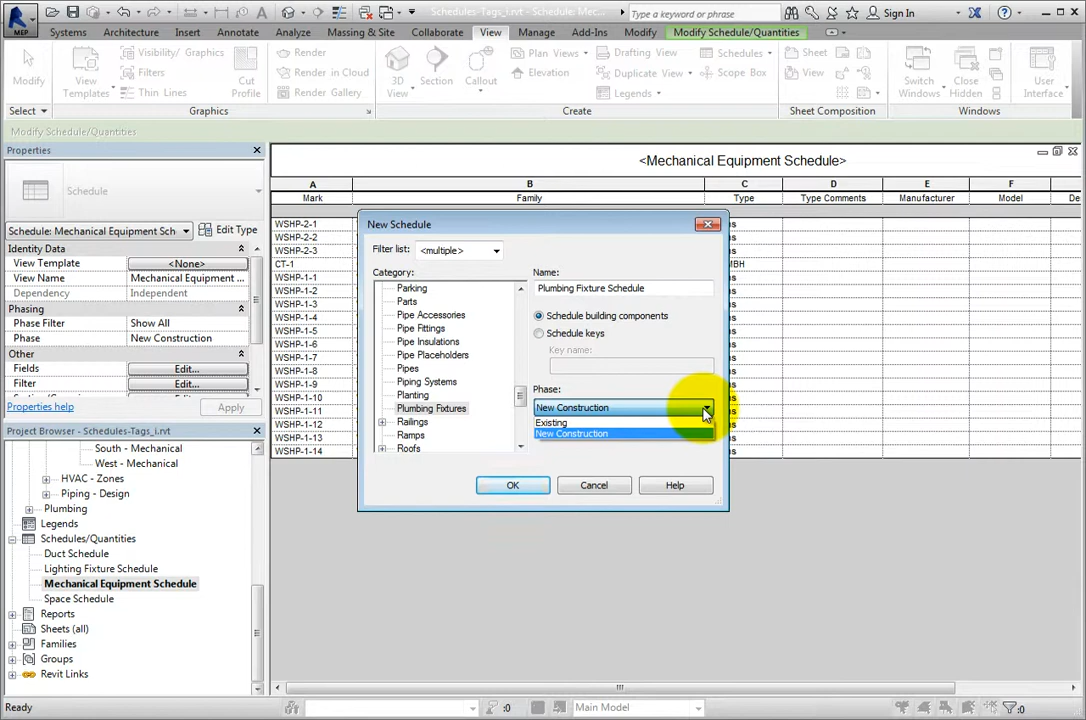 Schedules-Tags_i.rvt - Schedule: Mec...
Type a keyword or phrase
Sign In
MEP
Systems Architecture Insert Annotate Analyze Massing & Site Collaborate View Manage Add-Ins Modify Modify Schedule/Quantities
Modify
View Templates
Visibility/ Graphics
Filters
Thin Lines
Cut Profile
Render
Render in Cloud
Render Gallery
3D View
Section
Callout
Plan Views
Elevation
Drafting View
Duplicate View
Legends
Schedules
Scope Box
Sheet
View
Switch Windows
Close Hidden
User Interface
Select Graphics Create Sheet Composition Windows
Modify Schedule/Quantities
Properties
Schedule
Schedule: Mechanical Equipment Sch
Edit Type
Identity Data
View Template <None>
View Name Mechanical Equipment ...
Dependency Independent
Phasing
Phase Filter Show All
Phase New Construction
Other
Fields Edit...
Filter Edit...
Properties help
Apply
Project Browser - Schedules-Tags_i.rvt
South - Mechanical
West - Mechanical
HVAC - Zones
Piping - Design
Plumbing
Legends
Schedules/Quantities
Duct Schedule
Lighting Fixture Schedule
Mechanical Equipment Schedule
Space Schedule
Reports
Sheets (all)
Families
Groups
Revit Links
<Mechanical Equipment Schedule>
A B C D E F
Mark Family Type Type Comments Manufacturer Model De
WSHP-2-1
WSHP-2-2
WSHP-2-3
CT-1 MBH
WSHP-1-1
WSHP-1-2
WSHP-1-3
WSHP-1-4
WSHP-1-5
WSHP-1-6
WSHP-1-7
WSHP-1-8
WSHP-1-9
WSHP-1-10
WSHP-1-11
WSHP-1-12
WSHP-1-13
WSHP-1-14
New Schedule
Filter list: <multiple>
Category:
Parking
Parts
Pipe Accessories
Pipe Fittings
Pipe Insulations
Pipe Placeholders
Pipes
Piping Systems
Planting
Plumbing Fixtures
Railings
Ramps
Roofs
Name:
Plumbing Fixture Schedule
Schedule building components
Schedule keys
Key name:
Phase:
New Construction
Existing
New Construction
OK
Cancel
Help
Ready
:0
Main Model
:0